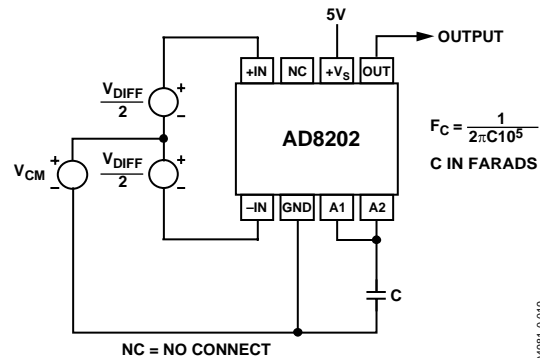 5V
OUTPUT
+IN NC +VS OUT
VDIFF
2
+
−
AD8202
FC = 1
2πC10⁵
C IN FARADS
+
VCM
−
VDIFF
2
+
−
−IN GND A1 A2
C
NC = NO CONNECT